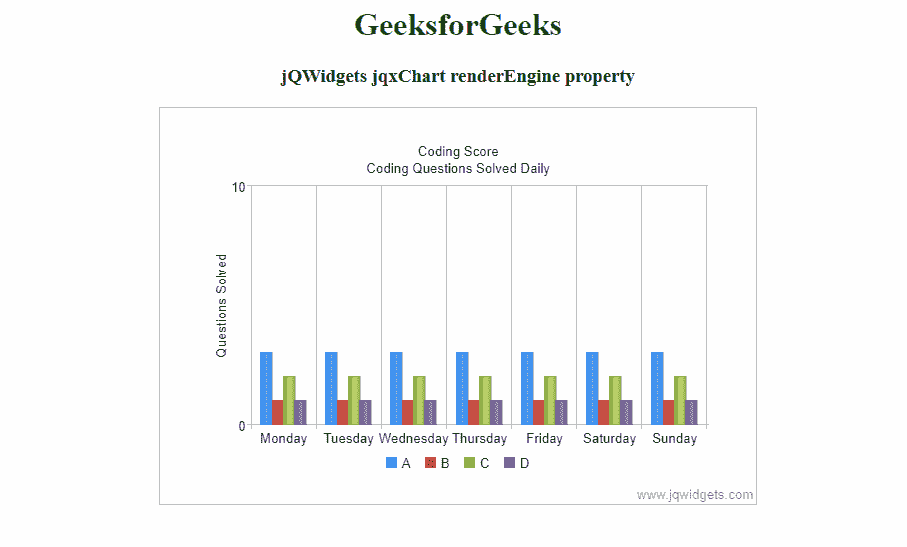 GeeksforGeeks
jQWidgets jqxChart renderEngine property
Coding Score
Coding Questions Solved Daily
10
Questions Solved
0
Monday Tuesday Wednesday Thursday Friday Saturday Sunday
A B C D
www.jqwidgets.com